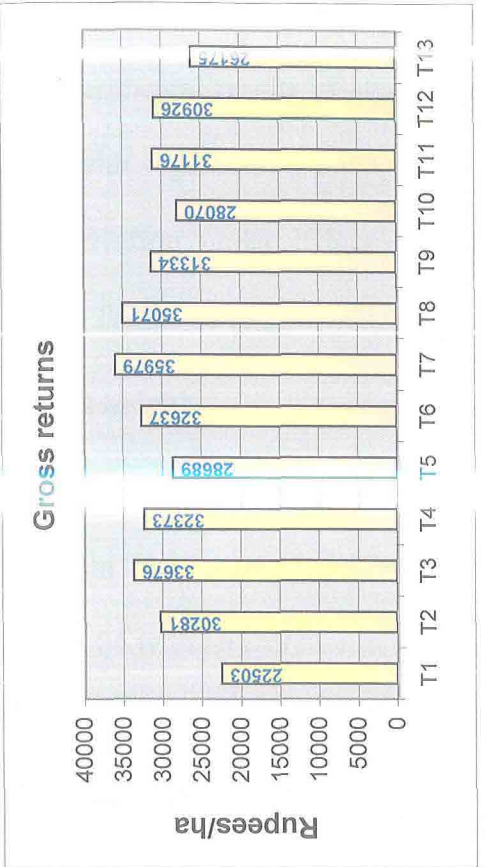 Gross returns
Rupees/ha
40000
35000
30000
25000
20000
15000
10000
5000
0
22503
30281
33676
32373
28689
32637
35979
35071
31334
28070
31176
30926
26175
T1
T2
T3
T4
T5
T6
T7
T8
T9
T10
T11
T12
T13